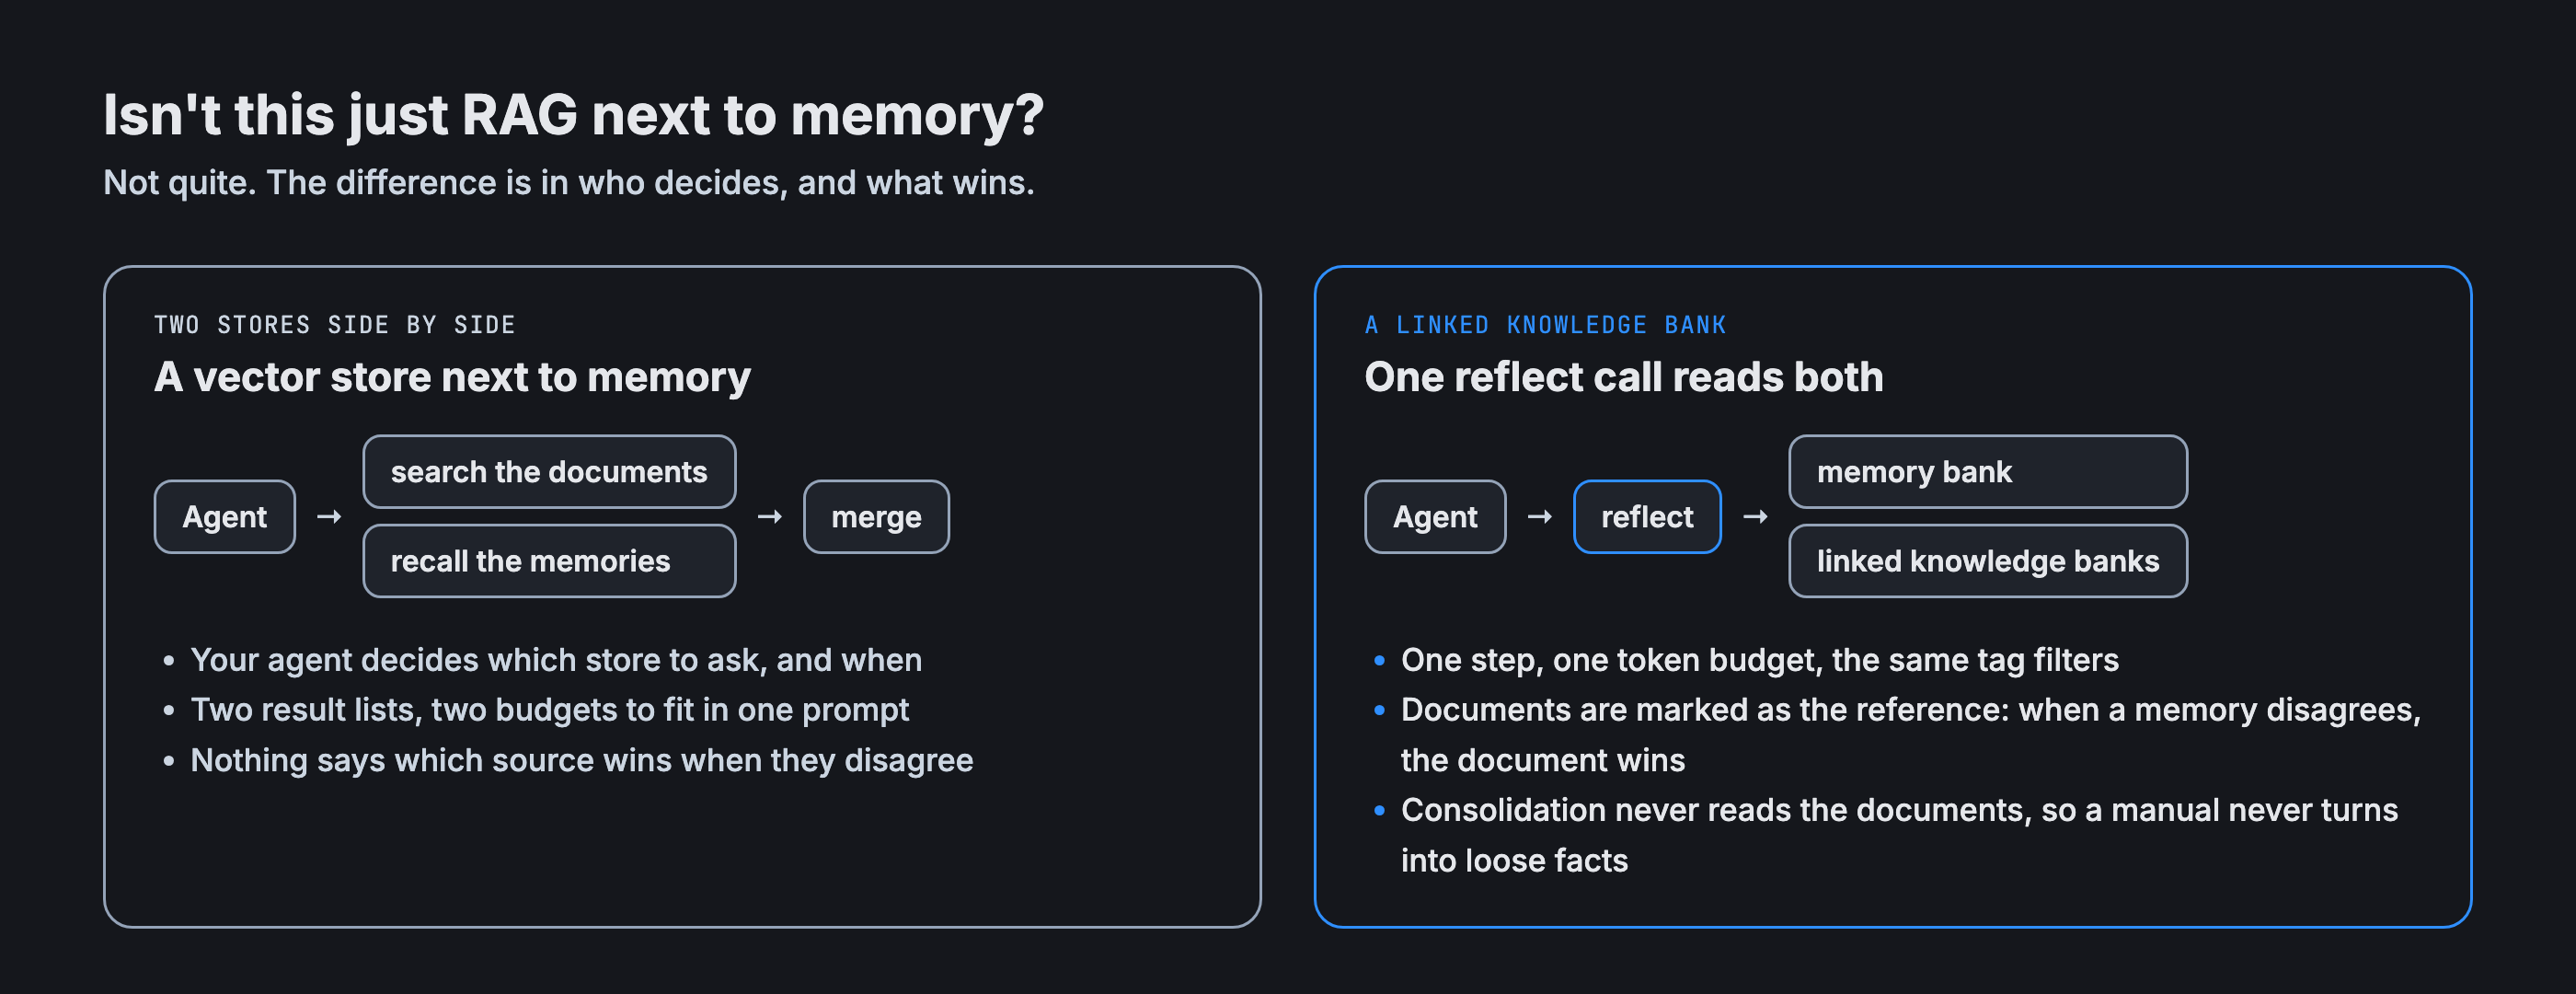 Isn't this just RAG next to memory?
Not quite. The difference is in who decides, and what wins.
TWO STORES SIDE BY SIDE
A vector store next to memory
Agent
→
search the documents
recall the memories
→
merge
• Your agent decides which store to ask, and when
• Two result lists, two budgets to fit in one prompt
• Nothing says which source wins when they disagree
A LINKED KNOWLEDGE BANK
One reflect call reads both
Agent
→
reflect
→
memory bank
linked knowledge banks
• One step, one token budget, the same tag filters
• Documents are marked as the reference: when a memory disagrees,
the document wins
• Consolidation never reads the documents, so a manual never turns
into loose facts